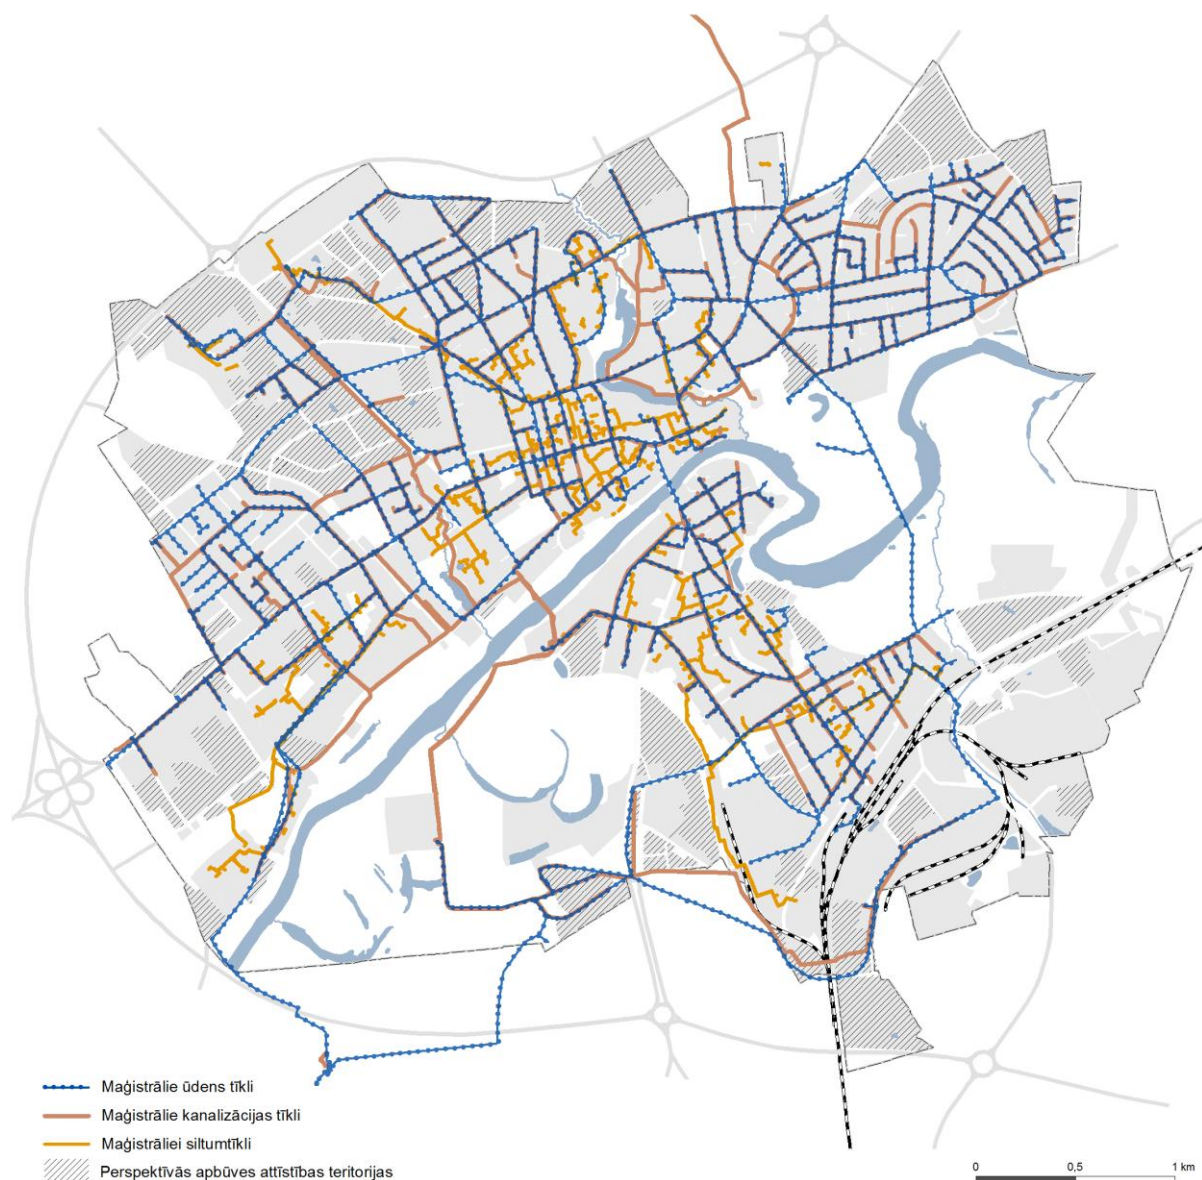 Maģistrālie ūdens tīkli
Maģistrālie kanalizācijas tīkli
Maģistrāliei siltumtīkli
Perspektīvās apbūves attīstības teritorijas
0 0,5 1 km